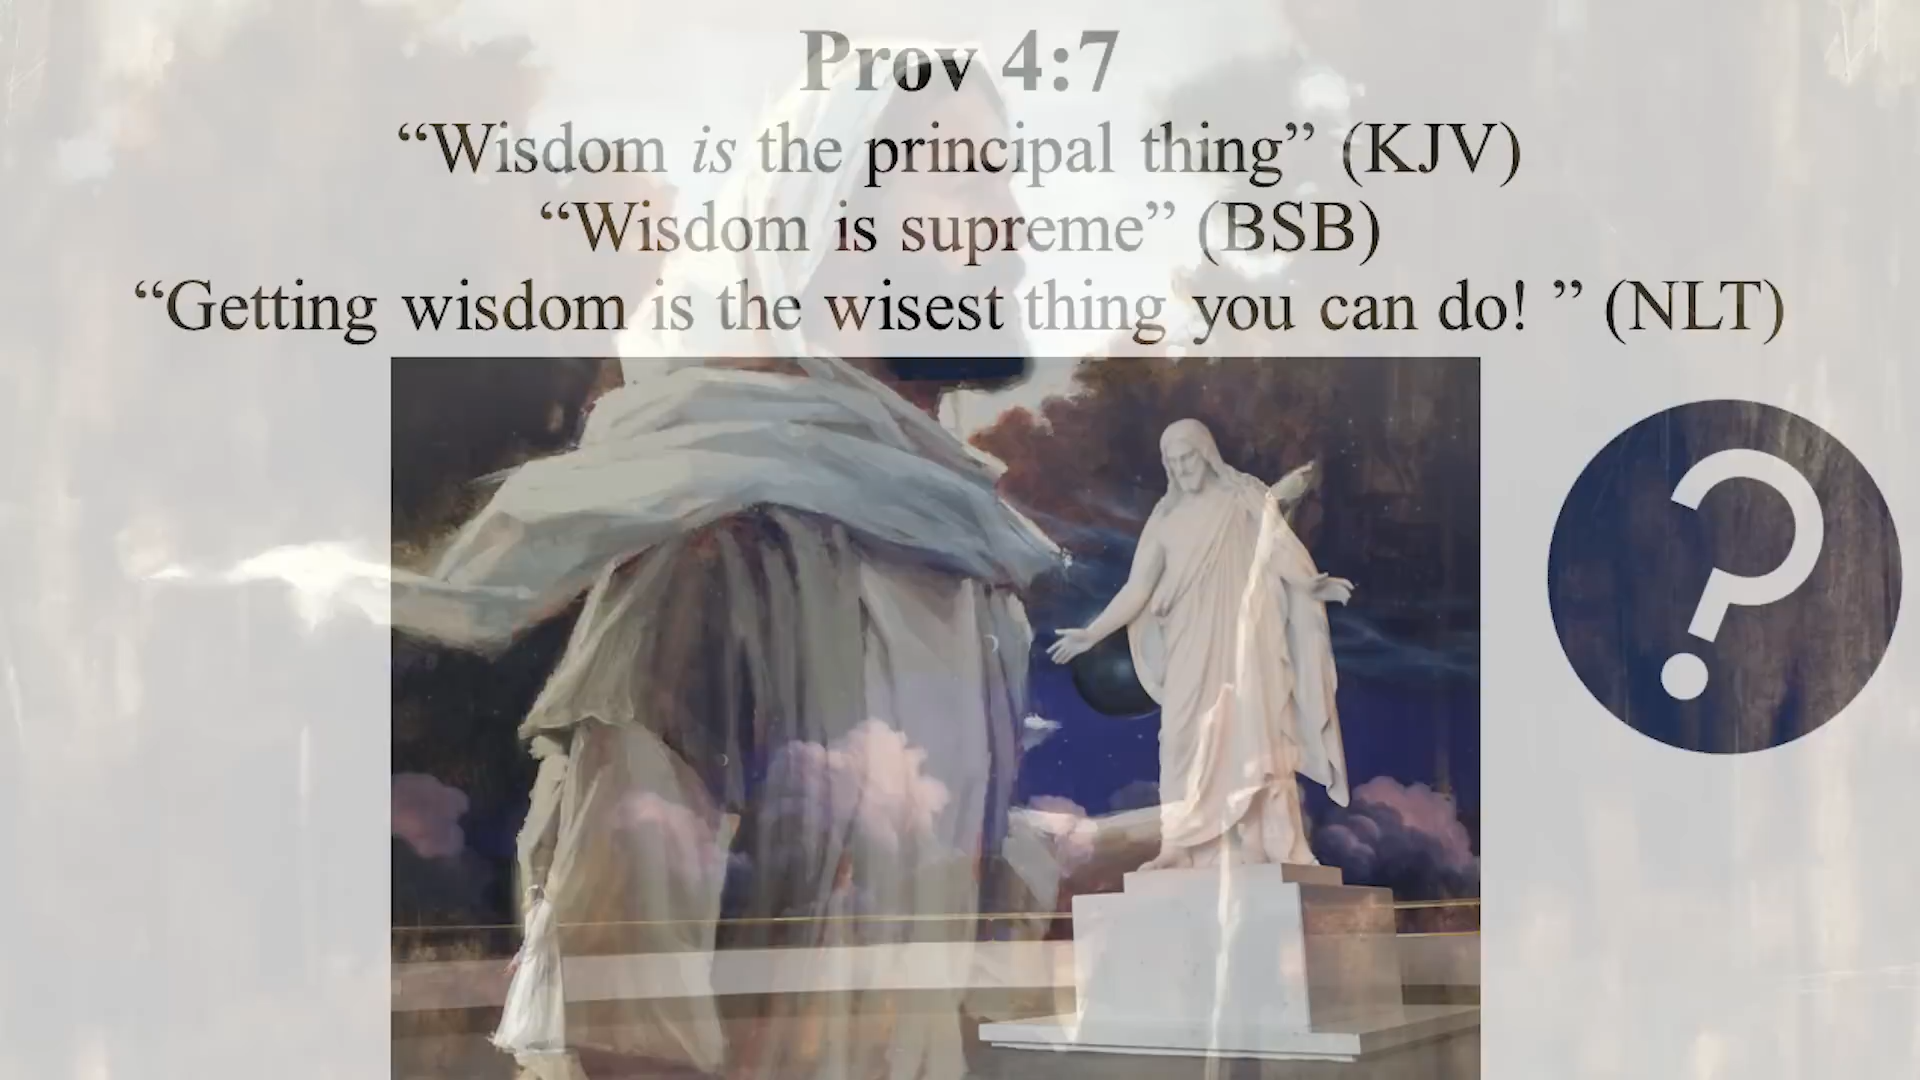 Prov 4:7
“Wisdom is the principal thing” (KJV)
“Wisdom is supreme” (BSB)
“Getting wisdom is the wisest thing you can do! ” (NLT)
?